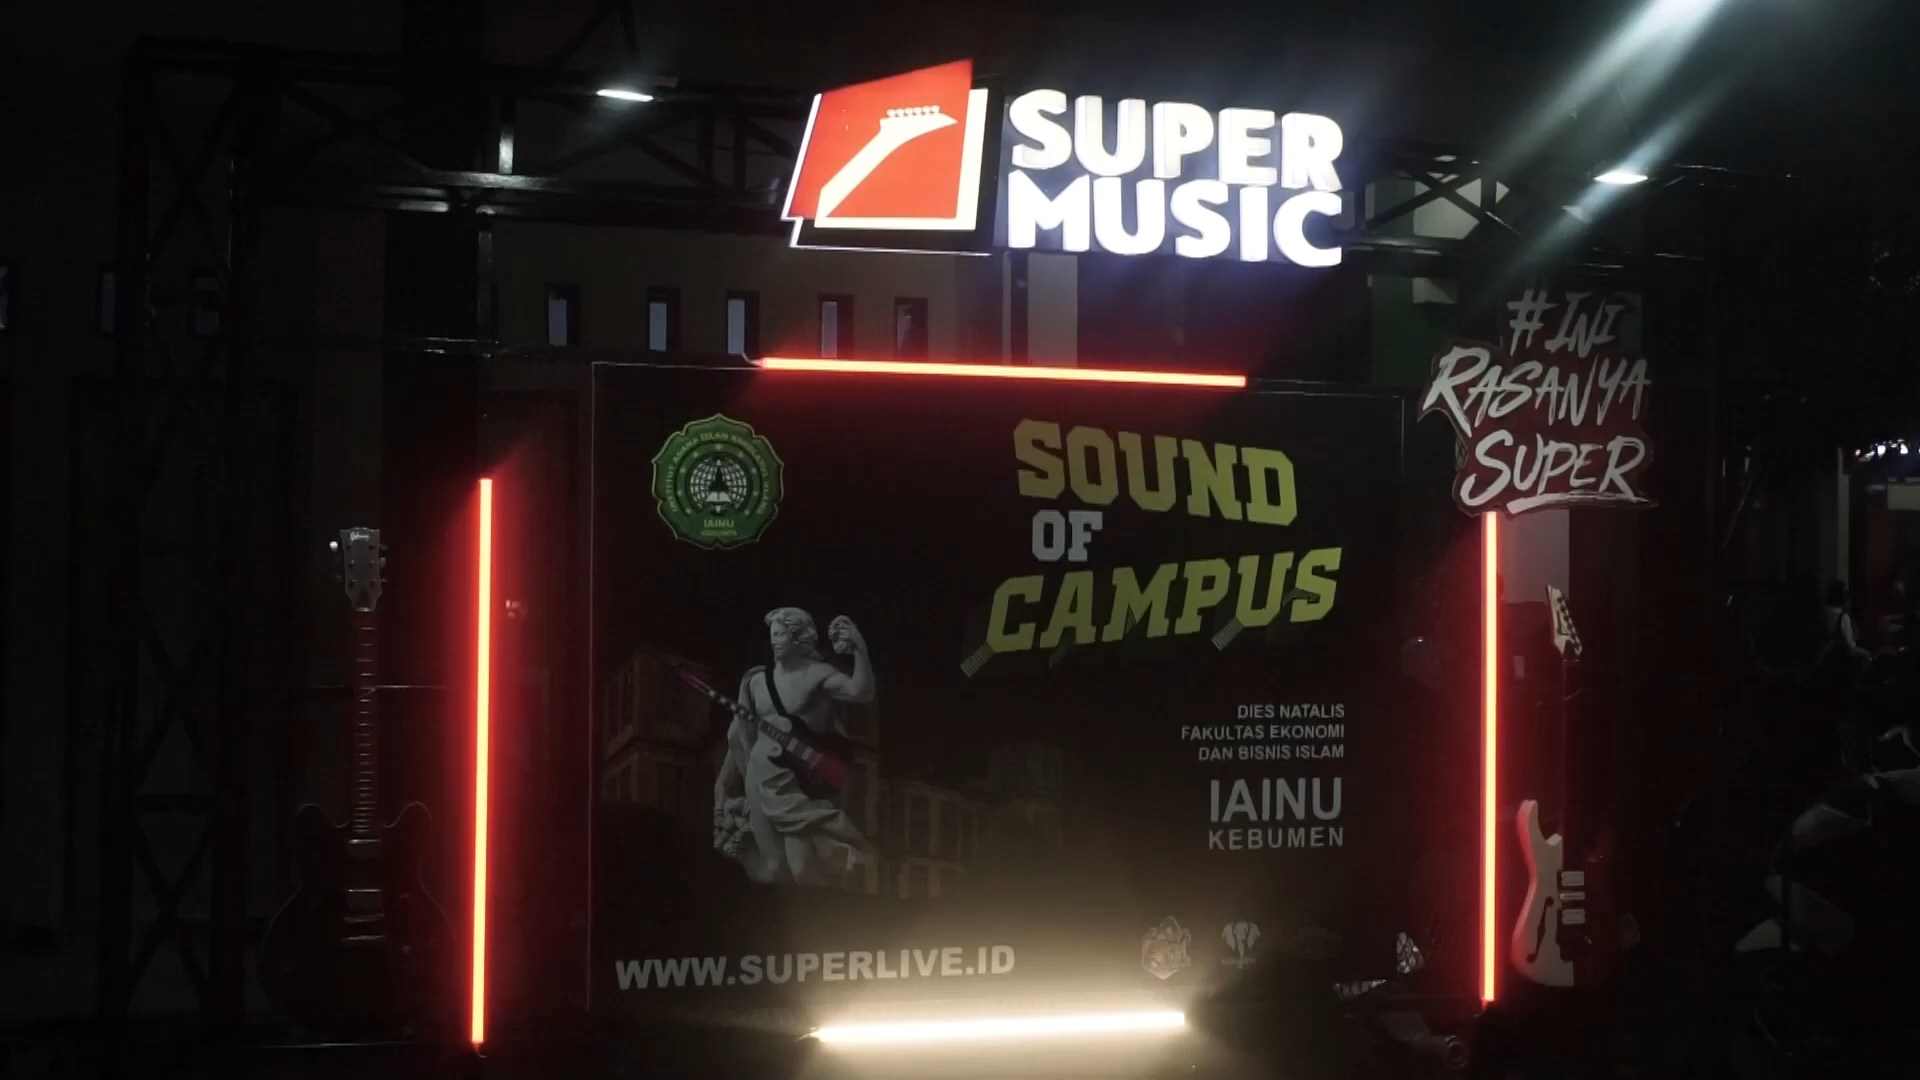 SUPER
MUSIC
#INI
RASANYA
SUPER
IAINU
SOUND
OF
CAMPUS
DIES NATALIS
FAKULTAS EKONOMI
DAN BISNIS ISLAM
IAINU
KEBUMEN
WWW.SUPERLIVE.ID